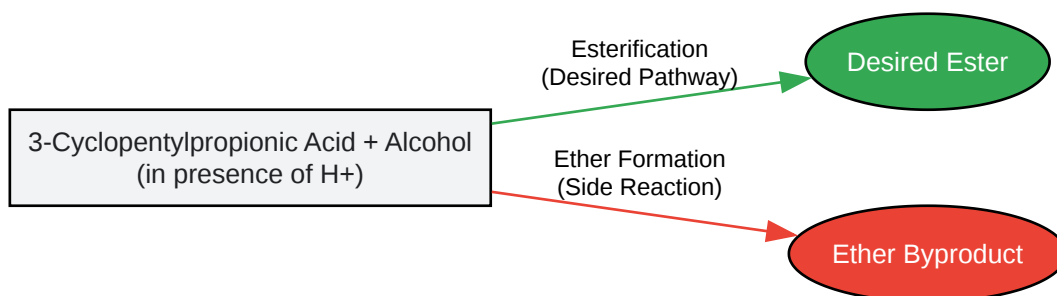 3-Cyclopentylpropionic Acid + Alcohol
(in presence of H+)
Esterification
(Desired Pathway)
Desired Ester
Ether Formation
(Side Reaction)
Ether Byproduct